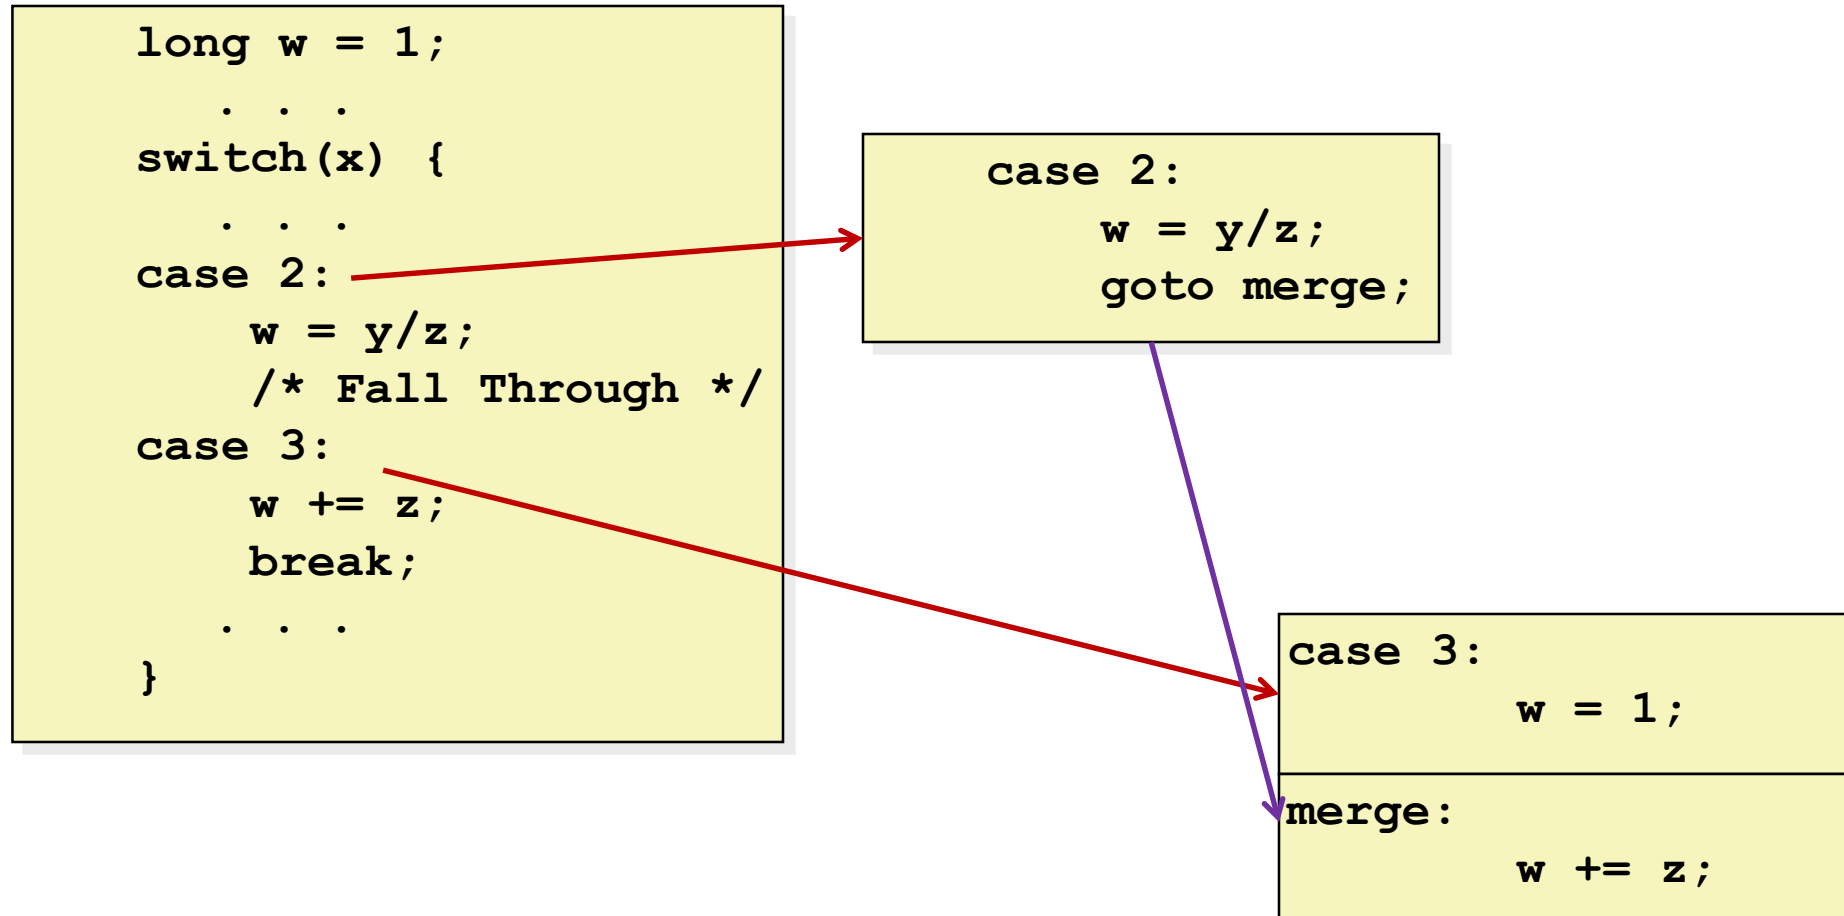 long w = 1;
. . .
switch(x) {
. . .
case 2:
w = y/z;
/* Fall Through */
case 3:
w += z;
break;
. . .
}
case 2:
w = y/z;
goto merge;
case 3:
w = 1;
merge:
w += z;